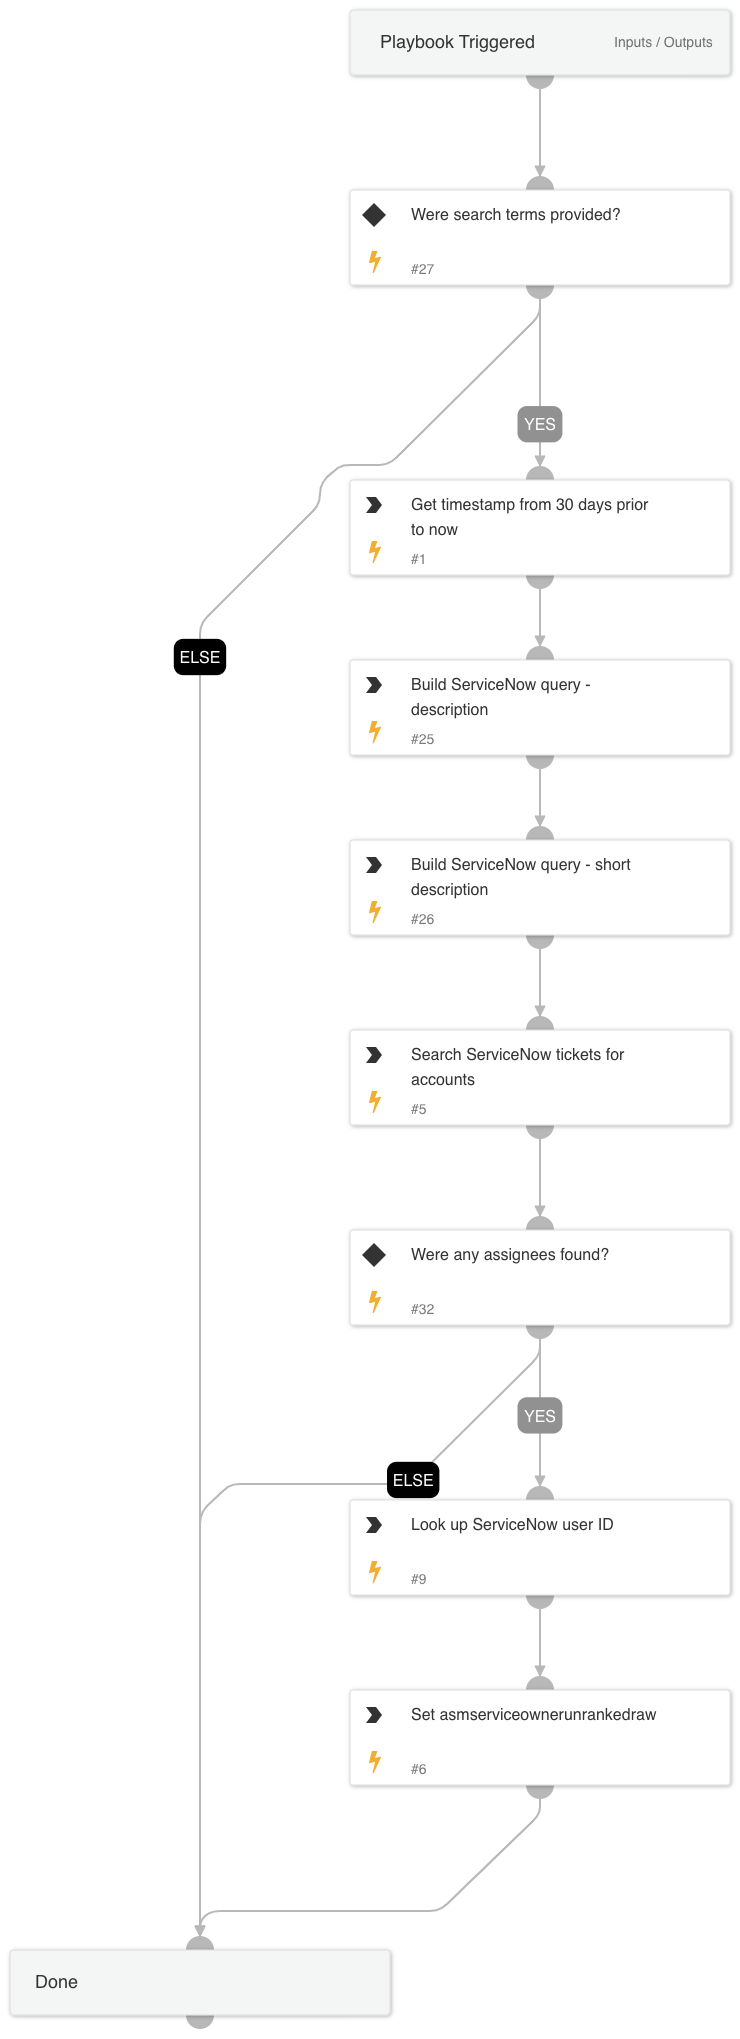 Playbook Triggered
Inputs / Outputs
Were search terms provided?
#27
YES
Get timestamp from 30 days prior
to now
#1
ELSE
Build ServiceNow query -
description
#25
Build ServiceNow query - short
description
#26
Search ServiceNow tickets for
accounts
#5
Were any assignees found?
#32
YES
ELSE
Look up ServiceNow user ID
#9
Set asmserviceownerunrankedraw
#6
Done